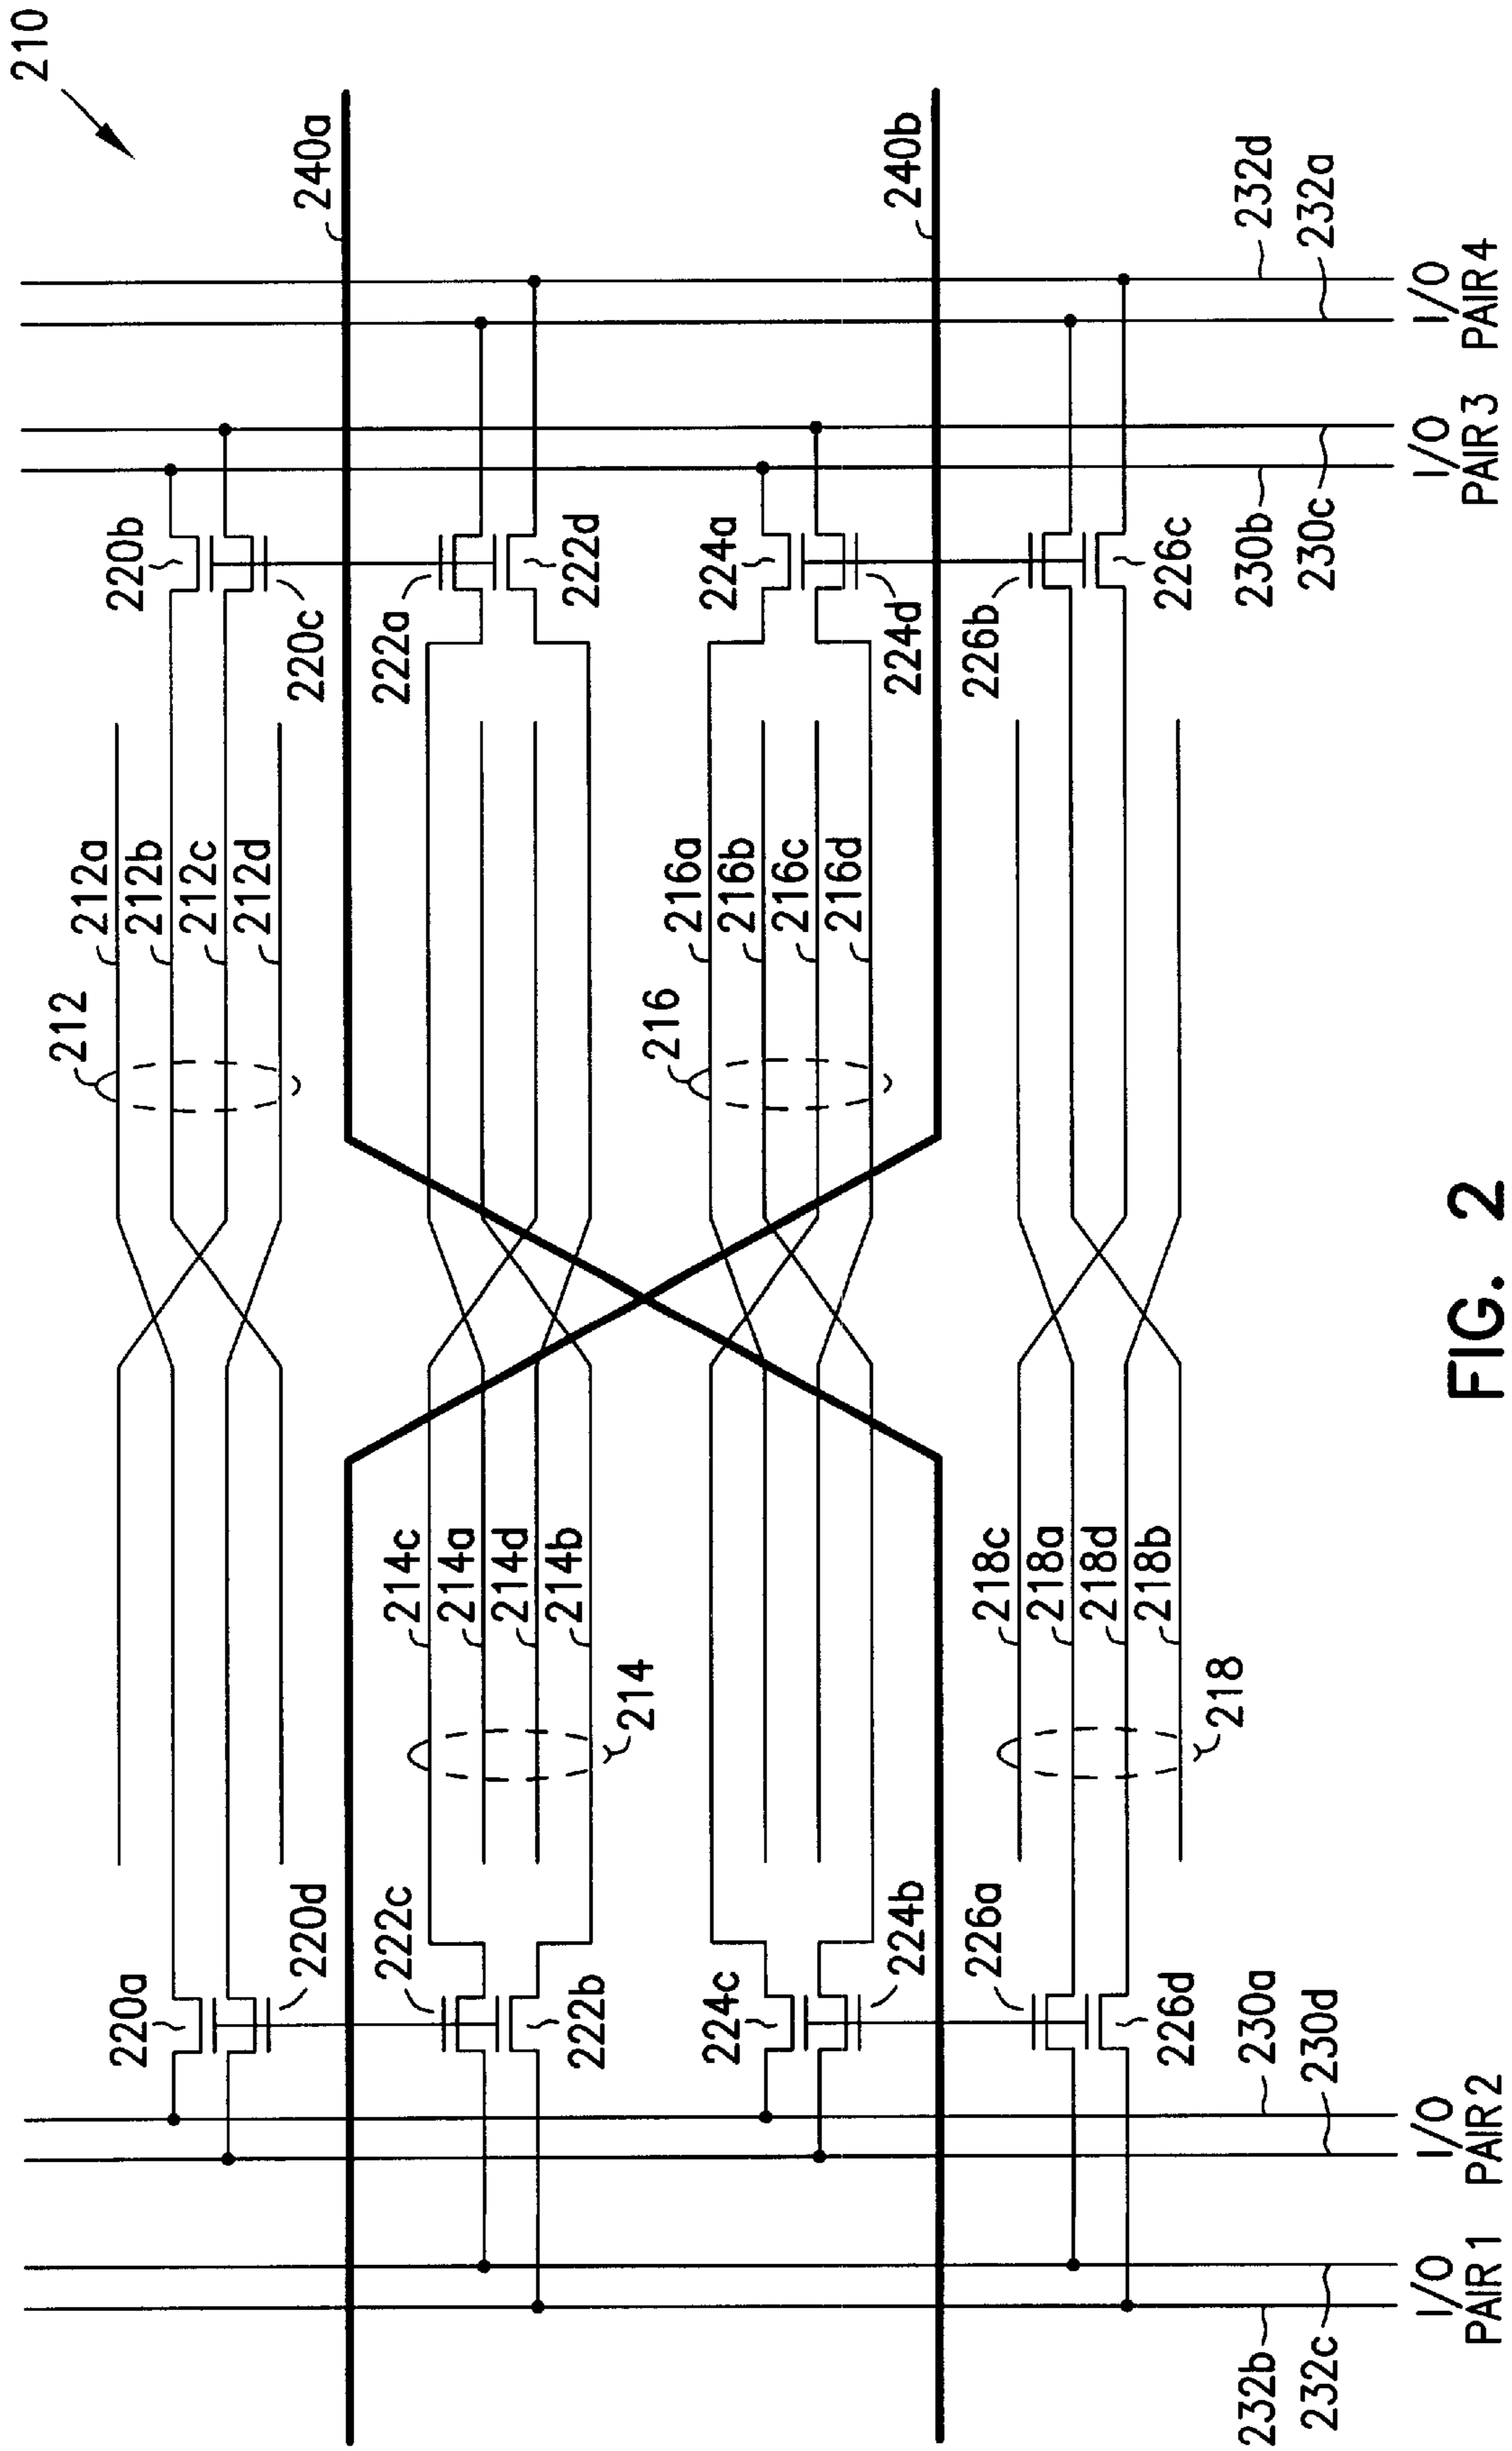 210
240a
240b
232d
232a
I/O
PAIR 4
I/O
PAIR 3
230b
230c
220b
220c
222a
222d
224a
224d
226b
226c
212
212a
212b
212c
212d
216
216a
216b
216c
216d
214c
214a
214d
214b
214
218c
218a
218d
218b
218
220a
220d
222c
222b
224c
224b
226a
226d
230a
230d
I/O
PAIR 2
I/O
PAIR 1
232b
232c
FIG. 2